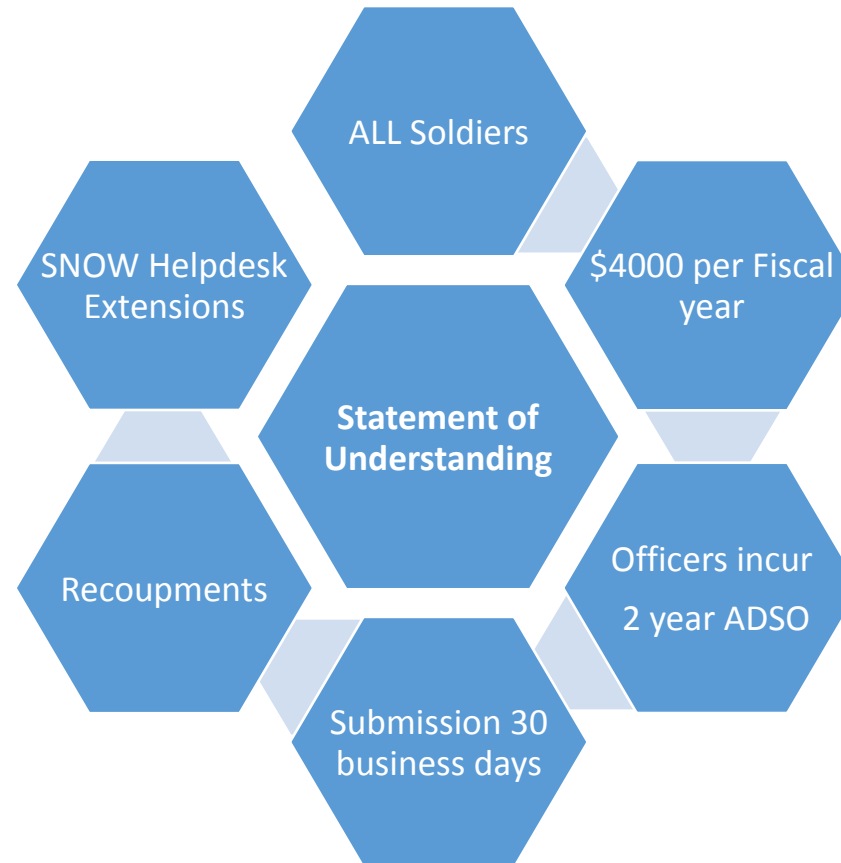 ALL Soldiers
$4000 per Fiscal
year
Officers incur
2 year ADSO
Submission 30
business days
Recoupments
SNOW Helpdesk
Extensions
Statement of
Understanding